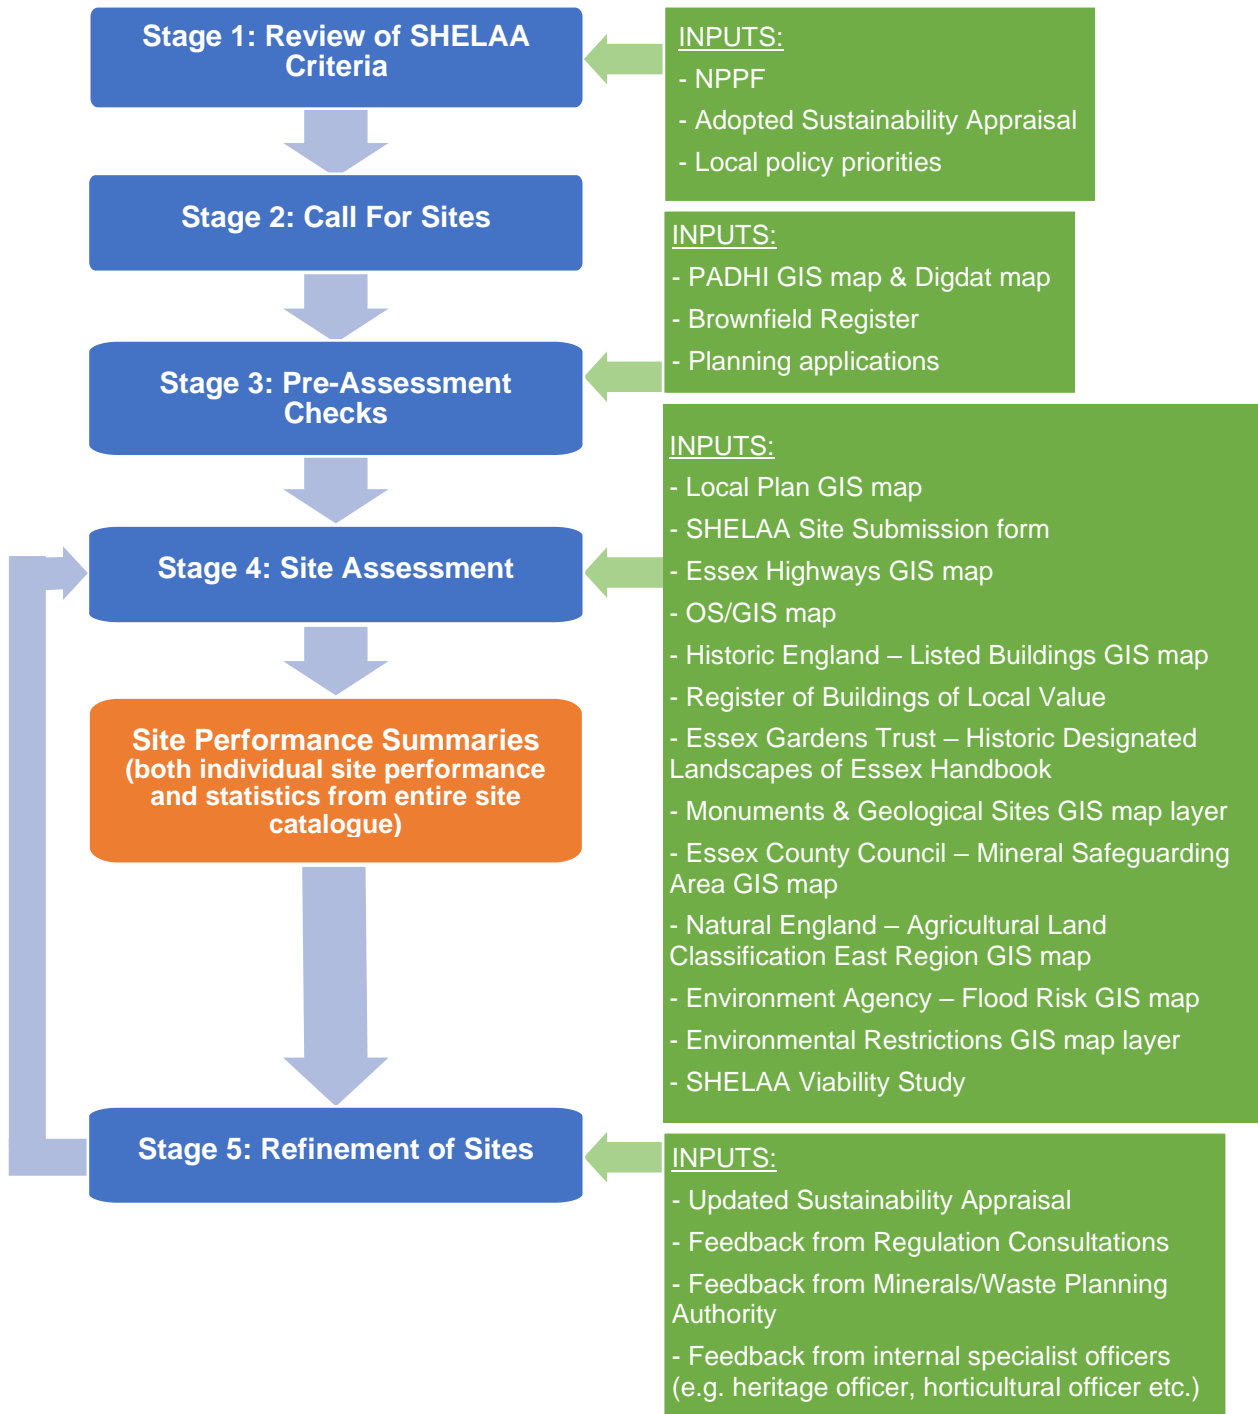 Stage 1: Review of SHELAA
Criteria
INPUTS:
- NPPF
- Adopted Sustainability Appraisal
- Local policy priorities
Stage 2: Call For Sites
INPUTS:
- PADHI GIS map & Digdat map
- Brownfield Register
- Planning applications
Stage 3: Pre-Assessment
Checks
INPUTS:
- Local Plan GIS map
- SHELAA Site Submission form
- Essex Highways GIS map
- OS/GIS map
- Historic England – Listed Buildings GIS map
- Register of Buildings of Local Value
- Essex Gardens Trust – Historic Designated
Landscapes of Essex Handbook
- Monuments & Geological Sites GIS map layer
- Essex County Council – Mineral Safeguarding
Area GIS map
- Natural England – Agricultural Land
Classification East Region GIS map
- Environment Agency – Flood Risk GIS map
- Environmental Restrictions GIS map layer
- SHELAA Viability Study
Stage 4: Site Assessment
Site Performance Summaries
(both individual site performance
and statistics from entire site
catalogue)
Stage 5: Refinement of Sites
INPUTS:
- Updated Sustainability Appraisal
- Feedback from Regulation Consultations
- Feedback from Minerals/Waste Planning
Authority
- Feedback from internal specialist officers
(e.g. heritage officer, horticultural officer etc.)